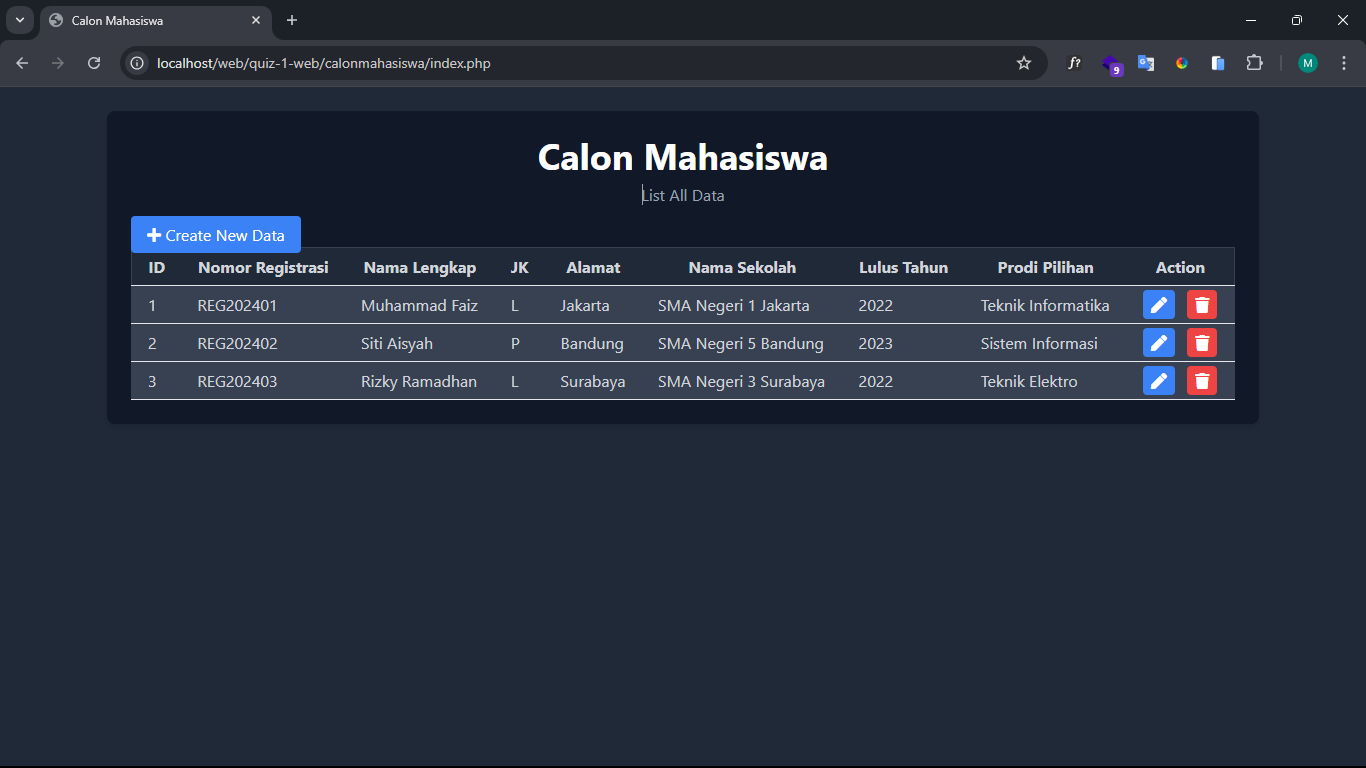 Calon Mahasiswa
localhost/web/quiz-1-web/calonmahasiswa/index.php
f?
9
G
M
Calon Mahasiswa
List All Data
Create New Data
ID Nomor Registrasi Nama Lengkap JK Alamat Nama Sekolah Lulus Tahun Prodi Pilihan Action
1 REG202401 Muhammad Faiz L Jakarta SMA Negeri 1 Jakarta 2022 Teknik Informatika
2 REG202402 Siti Aisyah P Bandung SMA Negeri 5 Bandung 2023 Sistem Informasi
3 REG202403 Rizky Ramadhan L Surabaya SMA Negeri 3 Surabaya 2022 Teknik Elektro